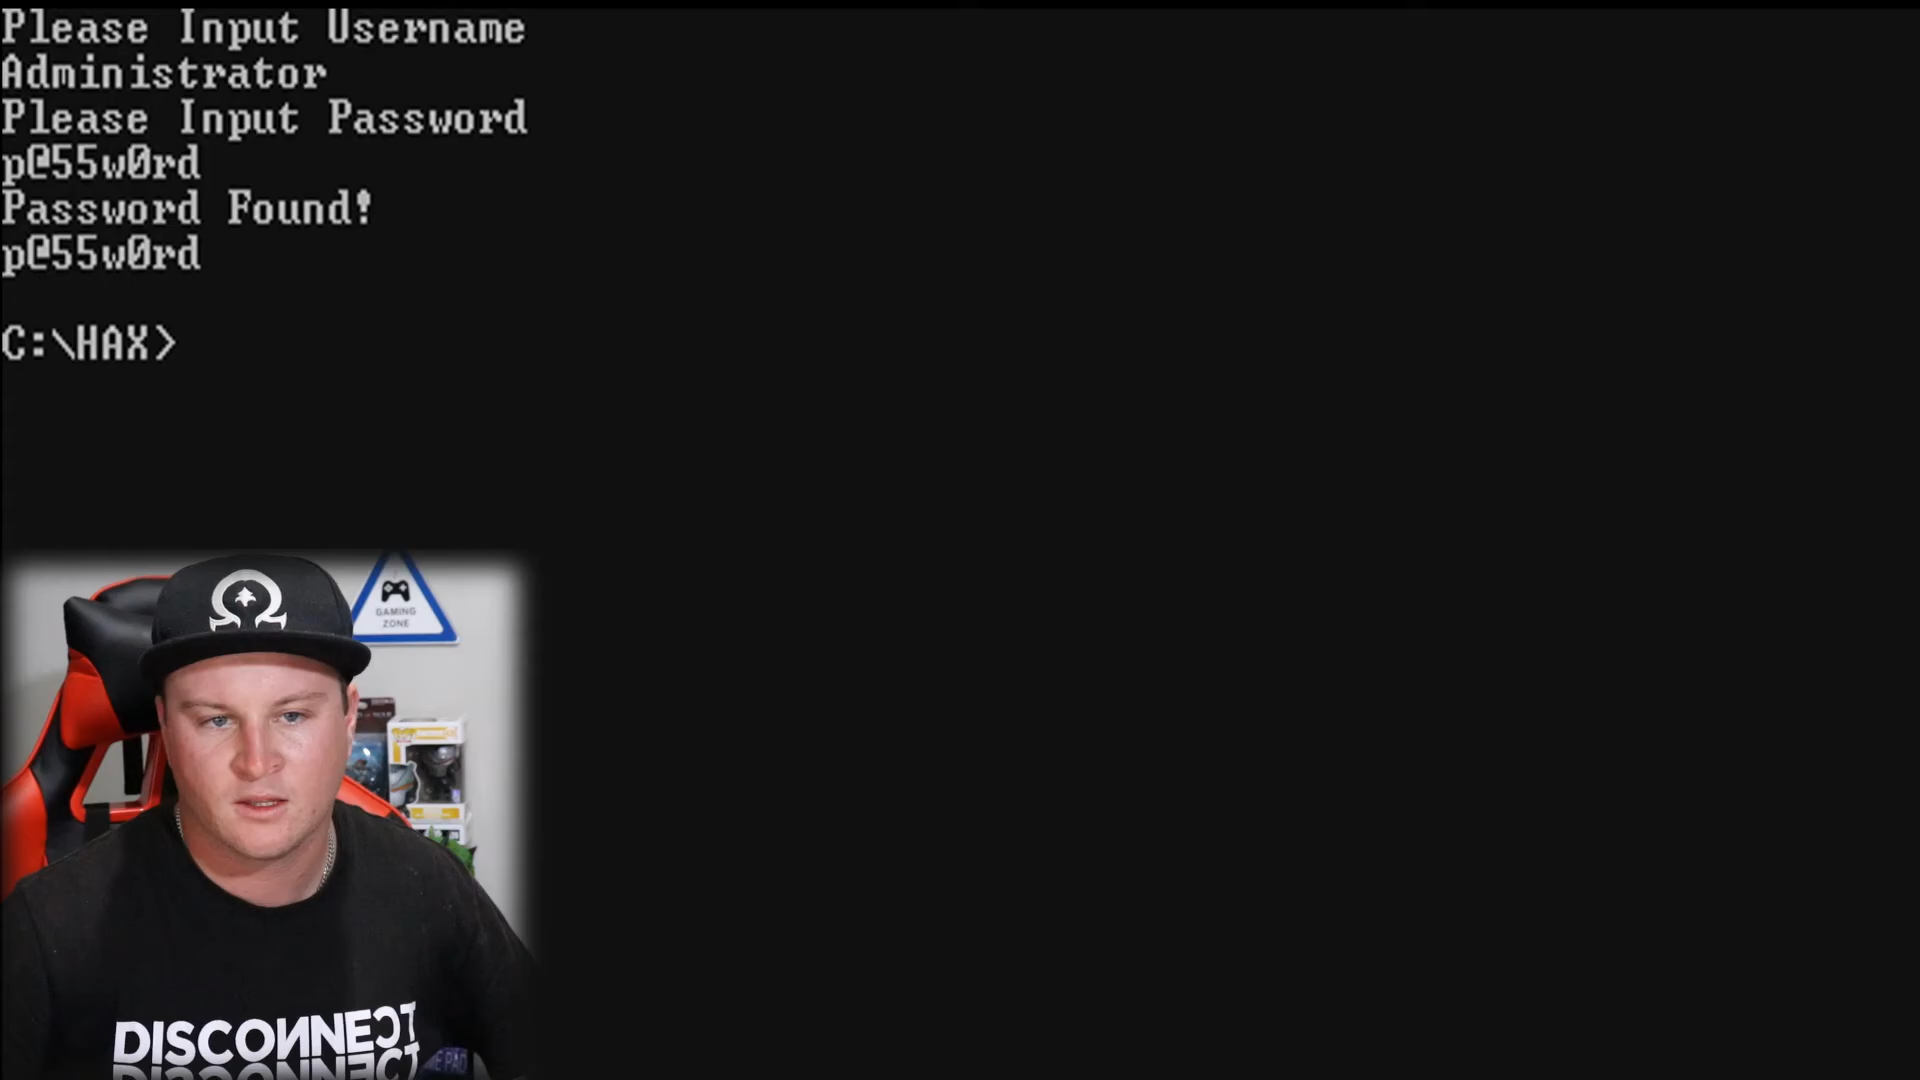 Please Input Username
Administrator
Please Input Password
p@55w0rd
Password Found!
p@55w0rd
C:\HAX>
GAMING
ZONE
DISCONNECT